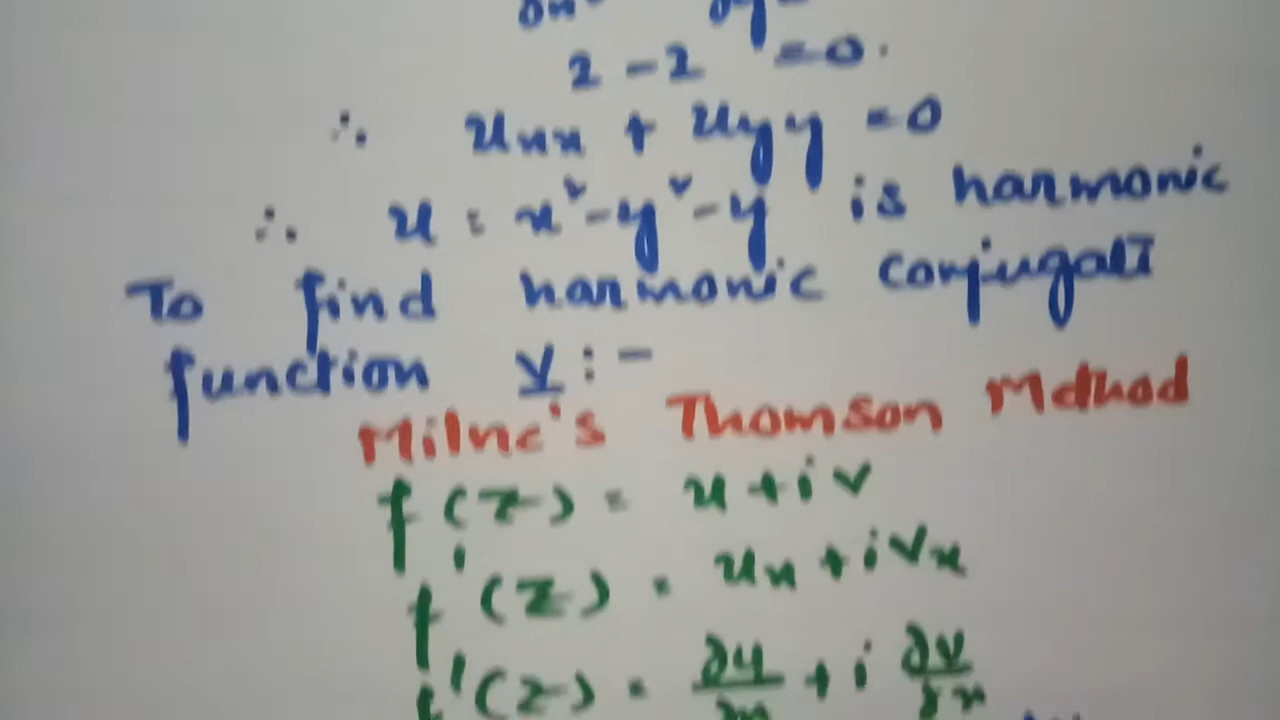 2 - 2 = 0.
∴ uxx + uyy = 0
∴ u = x² - y² - y is harmonic
To find harmonic conjugate
function v :-
Milne's Thomson Method
f(z) = u + iv
f'(z) = ux + ivx
f'(z) = ∂u/∂x + i ∂v/∂x